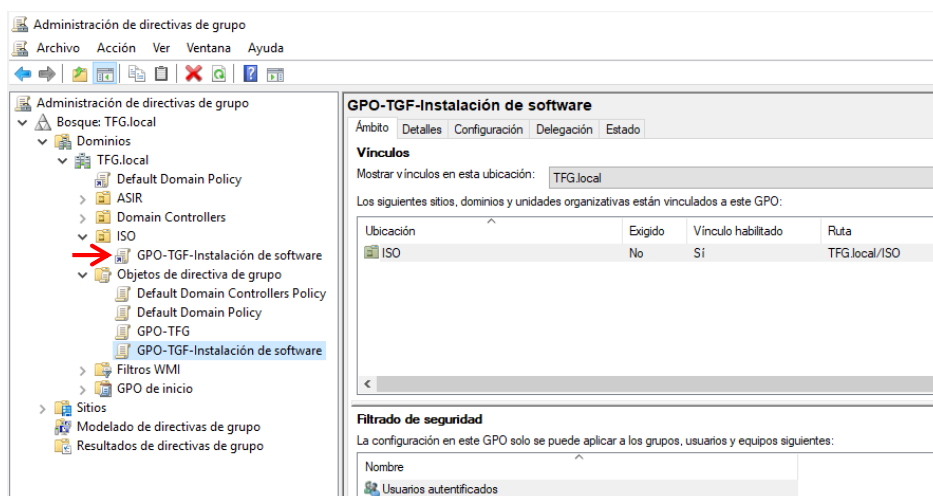 Administración de directivas de grupo
Archivo Acción Ver Ventana Ayuda
Administración de directivas de grupo
Bosque: TFG.local
Dominios
TFG.local
Default Domain Policy
ASIR
Domain Controllers
ISO
GPO-TGF-Instalación de software
Objetos de directiva de grupo
Default Domain Controllers Policy
Default Domain Policy
GPO-TFG
GPO-TGF-Instalación de software
Filtros WMI
GPO de inicio
Sitios
Modelado de directivas de grupo
Resultados de directivas de grupo
GPO-TGF-Instalación de software
Ámbito Detalles Configuración Delegación Estado
Vínculos
Mostrar vínculos en esta ubicación: TFG.local
Los siguientes sitios, dominios y unidades organizativas están vinculados a este GPO:
Ubicación Exigido Vínculo habilitado Ruta
ISO No Sí TFG.local/ISO
Filtrado de seguridad
La configuración en este GPO solo se puede aplicar a los grupos, usuarios y equipos siguientes:
Nombre
Usuarios autentificados